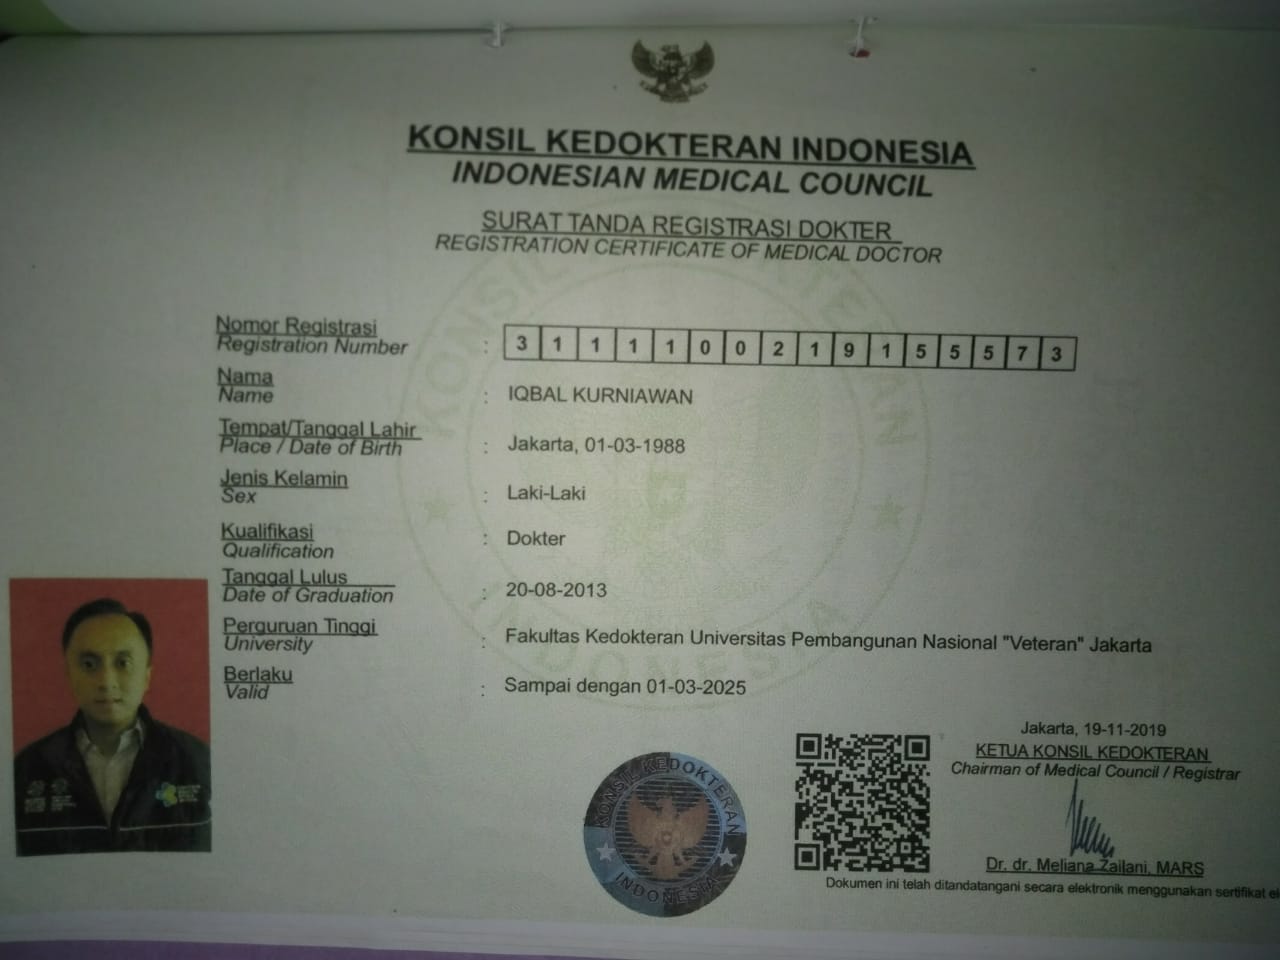 KONSIL KEDOKTERAN INDONESIA
INDONESIAN MEDICAL COUNCIL
SURAT TANDA REGISTRASI DOKTER
REGISTRATION CERTIFICATE OF MEDICAL DOCTOR
Nomor Registrasi
Registration Number : 3 1 1 1 1 0 0 2 1 9 1 5 5 5 7 3
Nama
Name : IQBAL KURNIAWAN
Tempat/Tanggal Lahir
Place / Date of Birth : Jakarta, 01-03-1988
Jenis Kelamin
Sex : Laki-Laki
Kualifikasi
Qualification : Dokter
Tanggal Lulus
Date of Graduation : 20-08-2013
Perguruan Tinggi
University : Fakultas Kedokteran Universitas Pembangunan Nasional "Veteran" Jakarta
Berlaku
Valid : Sampai dengan 01-03-2025
Jakarta, 19-11-2019
KETUA KONSIL KEDOKTERAN
Chairman of Medical Council / Registrar
KONSIL KEDOKTERAN
INDONESIA
Dr. dr. Meliana Zailani, MARS
Dokumen ini telah ditandatangani secara elektronik menggunakan sertifikat el
KONSIL KEDOKTERAN
INDONESIA